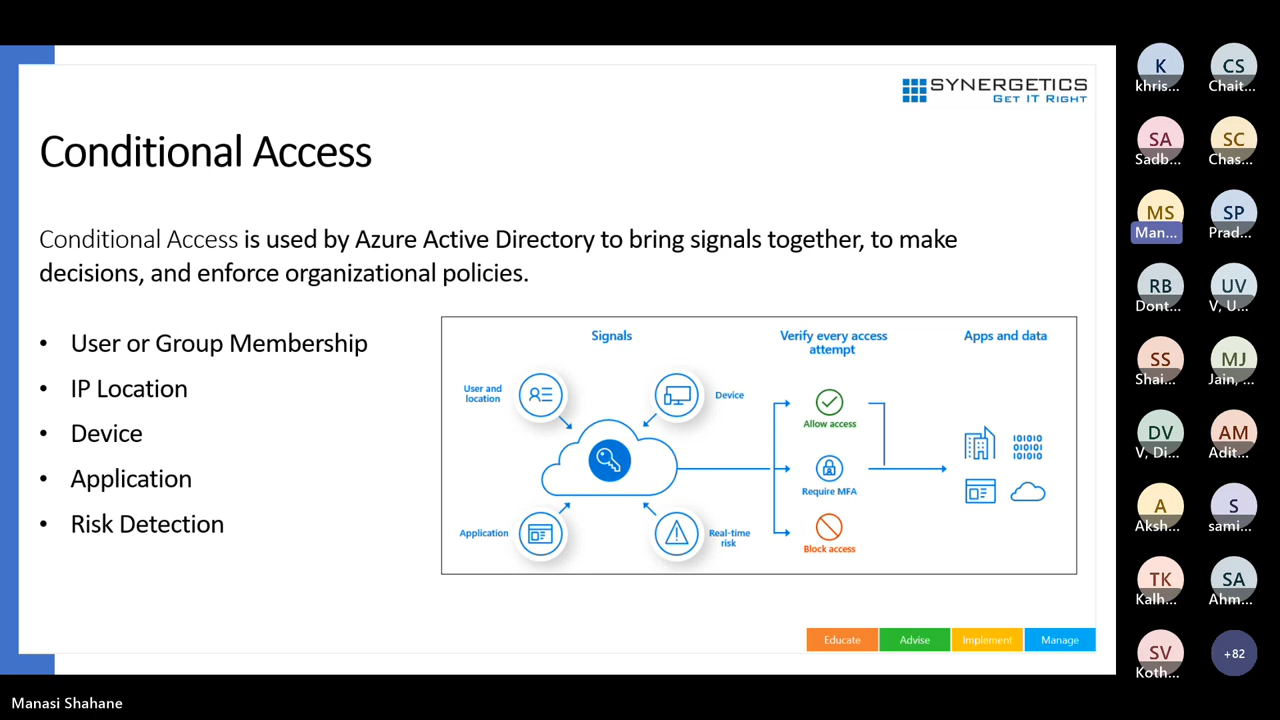 SYNERGETICS
GET IT RIGHT
Conditional Access
Conditional Access is used by Azure Active Directory to bring signals together, to make
decisions, and enforce organizational policies.
• User or Group Membership
• IP Location
• Device
• Application
• Risk Detection
Signals
Verify every access
attempt
Apps and data
User and
location
Device
Allow access
Require MFA
Application
Real-time
risk
Block access
010101
010101
101010
Educate
Advise
Implement
Manage
K
khris...
CS
Chait...
SA
Sadb...
SC
Chas...
MS
Man...
SP
Prad...
RB
Dont...
UV
V, U...
SS
Shai...
MJ
Jain, ...
DV
V, Di...
AM
Adit...
A
Aksh...
S
sami...
TK
Kalh...
SA
Ahm...
SV
Koth...
+82
Manasi Shahane